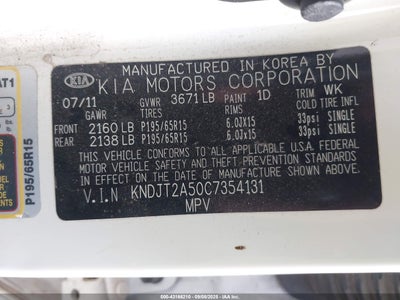 MANUFACTURED IN KOREA BY
KIA KIA MOTORS CORPORATION
07/11 GVWR 3671 LB PAINT 1D TRIM WK
GAWR TIRES RIMS COLD TIRE INFL
FRONT 2160 LB P195/65R15 6.0JX15 33psi SINGLE
REAR 2138 LB P195/65R15 6.0JX15 33psi SINGLE
THIS VEHICLE CONFORMS TO ALL APPLICABLE U.S.A. FEDERAL
MOTOR VEHICLE SAFETY, BUMPER, AND THEFT PREVENTION
STANDARDS IN EFFECT ON THE DATE OF MANUFACTURE SHOWN ABOVE.
V.I.N KNDJT2A50C7354131
MPV
AT1
P195/65R15